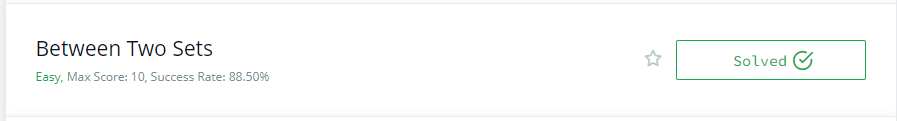 Between Two Sets
Solved
Easy, Max Score: 10, Success Rate: 88.50%